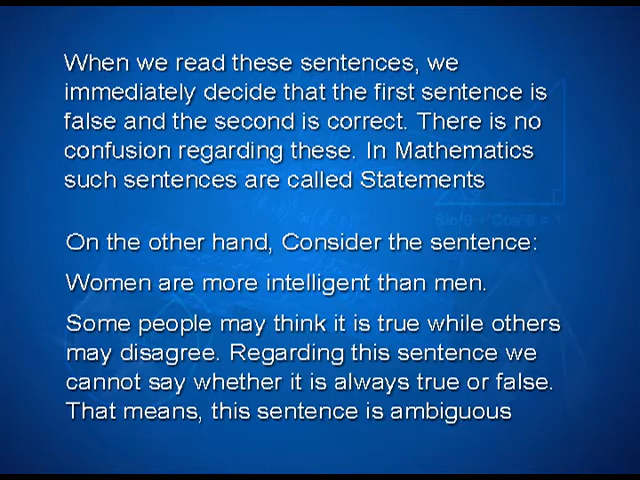 When we read these sentences, we
immediately decide that the first sentence is
false and the second is correct. There is no
confusion regarding these. In Mathematics
such sentences are called Statements
On the other hand, Consider the sentence:
Women are more intelligent than men.
Some people may think it is true while others
may disagree. Regarding this sentence we
cannot say whether it is always true or false.
That means, this sentence is ambiguous